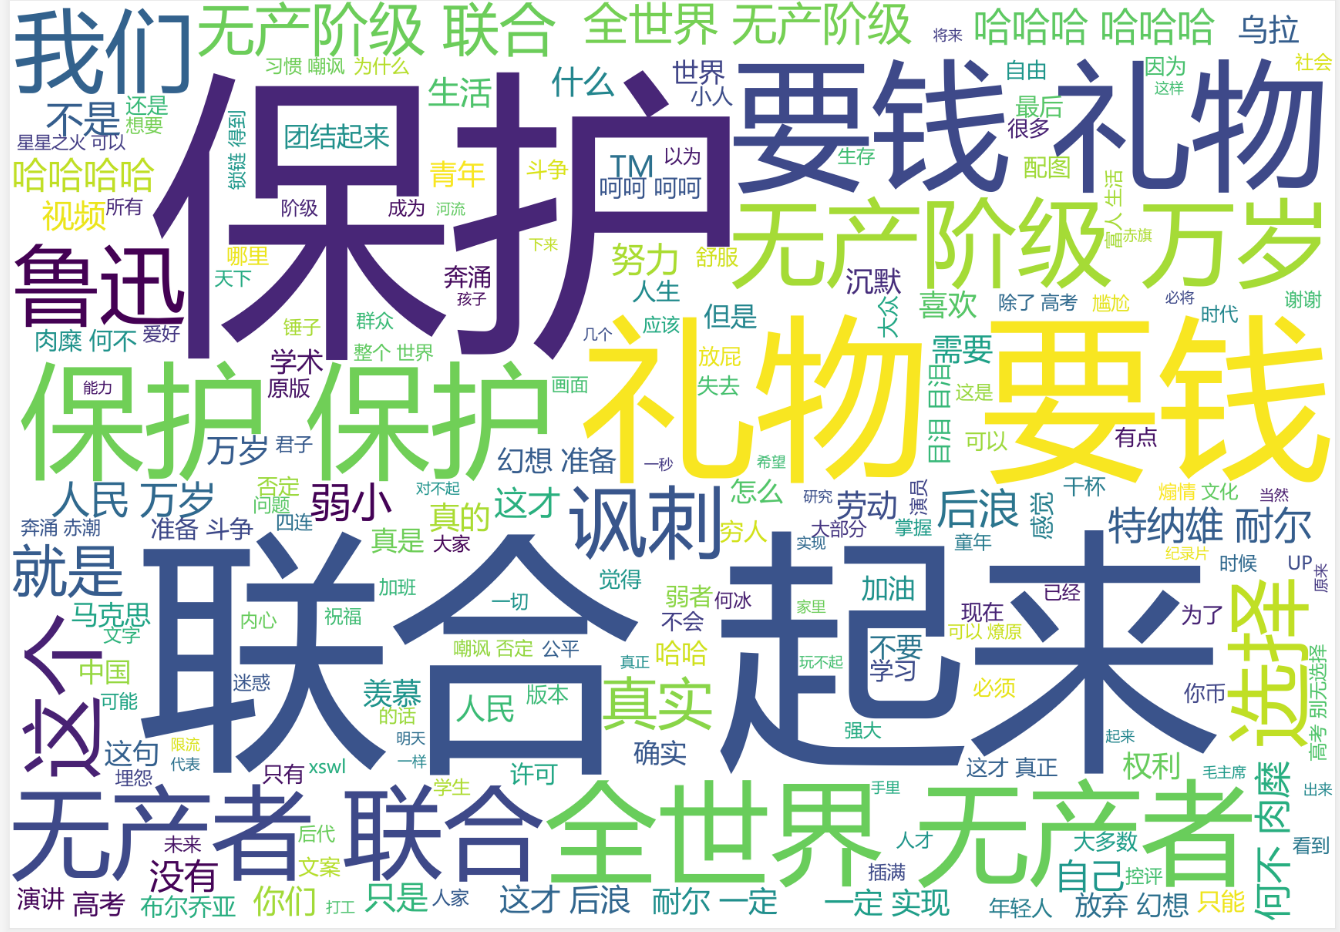 我们
无产阶级 联合
全世界 无产阶级
将来
哈哈哈 哈哈哈
乌拉
习惯 嘲讽
为什么
生活
什么
世界
小人
要钱 礼物
自由
因为
这样
社会
不是
还是
想要
星星之火 可以
锁链 得到
团结起来
保护
青年
斗争
TM
以为
呵呵 呵呵
最后
很多
生存
配图
哈哈哈哈
视频
所有
阶级
成为
河流
无产阶级 万岁
富人 生活
赤旗
鲁迅
哪里
天下
奔涌
孩子
下来
努力
舒服
人生
沉默
大众
喜欢
除了 高考
尴尬
必将
时代
谢谢
肉糜 何不
爱好
锤子
群众
整个 世界
几个
应该
但是
学术
原版
放屁
失去
需要
礼物 要钱
保护 保护
能力
画面
泪目 泪目
这是
可以
有点
万岁
君子
幻想 准备
一秒
希望
人民 万岁
否定
问题
弱小
对不起
这才
讽刺
怎么
研究
劳动
演员
后浪
感觉
干杯
煽情
文化
当然
奔涌 赤潮
准备 斗争
四连
真的
真是
大家
穷人
大部分
掌握
童年
特纳雄 耐尔
就是
联合 起来
实现
纪录片
时候
UP
原来
加班
觉得
弱者
何冰
家里
加油
现在
已经
为了
马克思
文字
内心
祝福
一切
不会
不要
学习
可以 燎原
选择
这个
中国
可能
迷惑
嘲讽 否定
公平
真正
哈哈
玩不起
必须
你币
高考 别无选择
羡慕
的话
人民
版本
真实
强大
这句
限流
代表
埋怨
明天
一样
确实
起来
只有
xswl
许可
这才 真正
权利
毛主席
出来
学生
手里
无产者 联合
全世界 无产者
何不 肉糜
未来
后代
没有
文案
人才
大多数
看到
插满
自己
控评
演讲
高考
布尔乔亚
你们
打工
只是
人家
这才 后浪
耐尔 一定
一定 实现
年轻人
放弃 幻想
只能